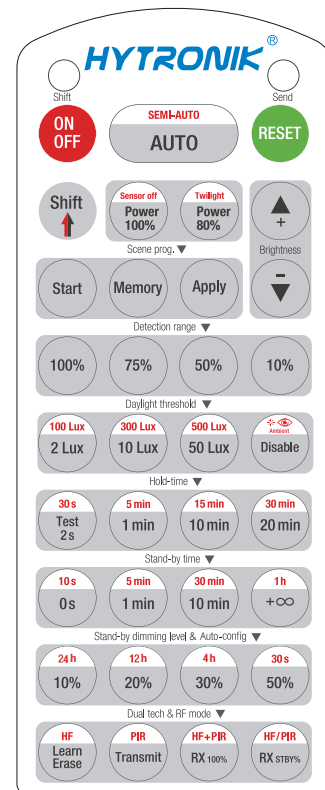 HYTRONIK®
Shift
Send
ON
OFF
SEMI-AUTO
AUTO
RESET
Shift
Sensor off
Power
100%
Twilight
Power
80%
▲
+
Scene prog. ▼
Brightness
Start
Memory
Apply
−
▼
Detection range ▼
100%
75%
50%
10%
Daylight threshold ▼
100 Lux
2 Lux
300 Lux
10 Lux
500 Lux
50 Lux
Ambient
Disable
Hold-time ▼
30 s
Test
2 s
5 min
1 min
15 min
10 min
30 min
20 min
Stand-by time ▼
10 s
0 s
5 min
1 min
30 min
10 min
1 h
+∞
Stand-by dimming level & Auto-config ▼
24 h
10%
12 h
20%
4 h
30%
30 s
50%
Dual tech & RF mode ▼
HF
Learn
Erase
PIR
Transmit
HF+PIR
RX 100%
HF/PIR
RX STBY%